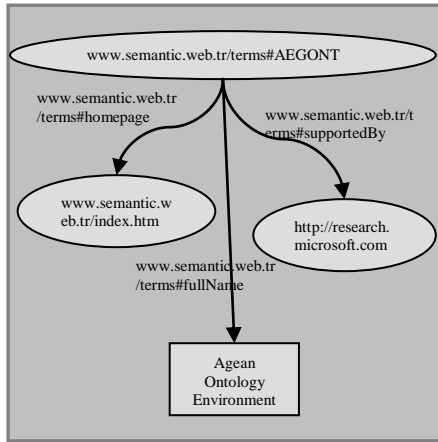 www.semantic.web.tr/terms#AEGONT
www.semantic.web.tr
/terms#homepage
www.semantic.web.tr/t
erms#supportedBy
www.semantic.w
eb.tr/index.htm
http://research.
microsoft.com
www.semantic.web.tr
/terms#fullName
Agean
Ontology
Environment